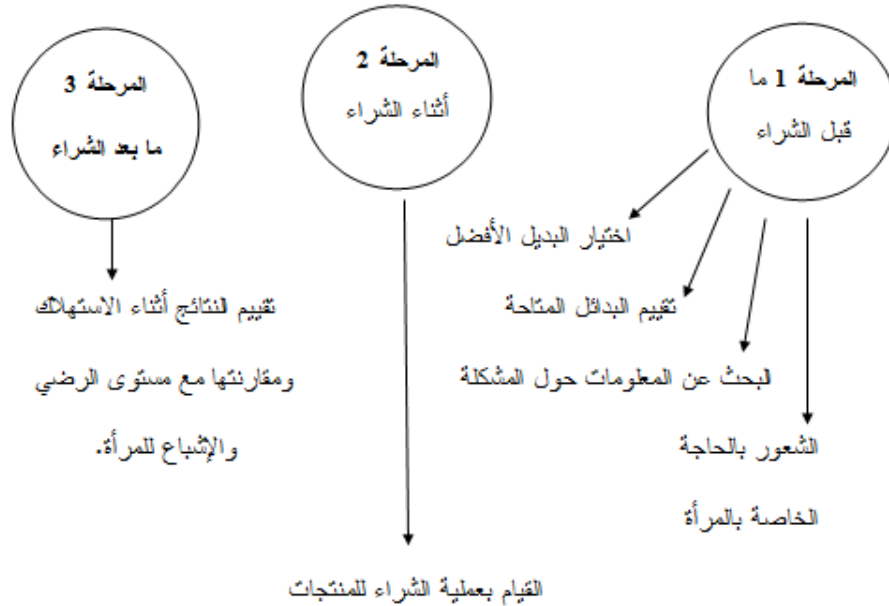 المرحلة 1 ما
قبل الشراء
اختيار البديل الأفضل
تقييم البدائل المتاحة
البحث عن المعلومات حول المشكلة
الشعور بالحاجة
الخاصة بالمرأة
المرحلة 2
أثناء الشراء
القيام بعملية الشراء للمنتجات
المرحلة 3
ما بعد الشراء
تقييم النتائج أثناء الاستهلاك
ومقارنتها مع مستوى الرضي
والإشباع للمرأة.